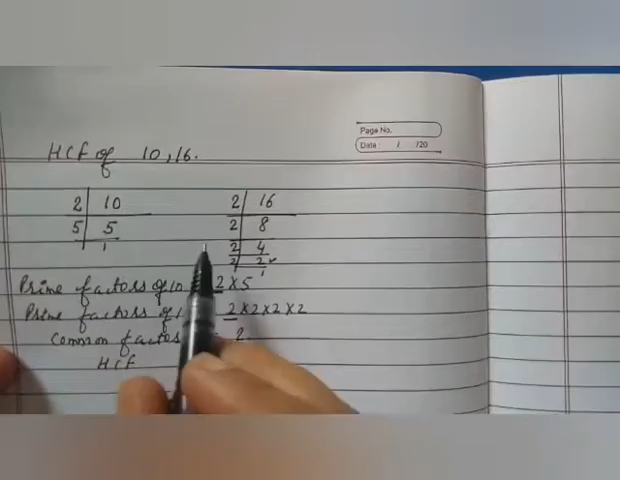 Page No.
Date: / /20
HCF of 10, 16.
2 | 10
5 | 5
1
2 | 16
2 | 8
2 | 4
2 | 2
1
Prime factors of 10 2 × 5
Prime factors of 1 2 × 2 × 2 × 2
Common factors 2
HCF